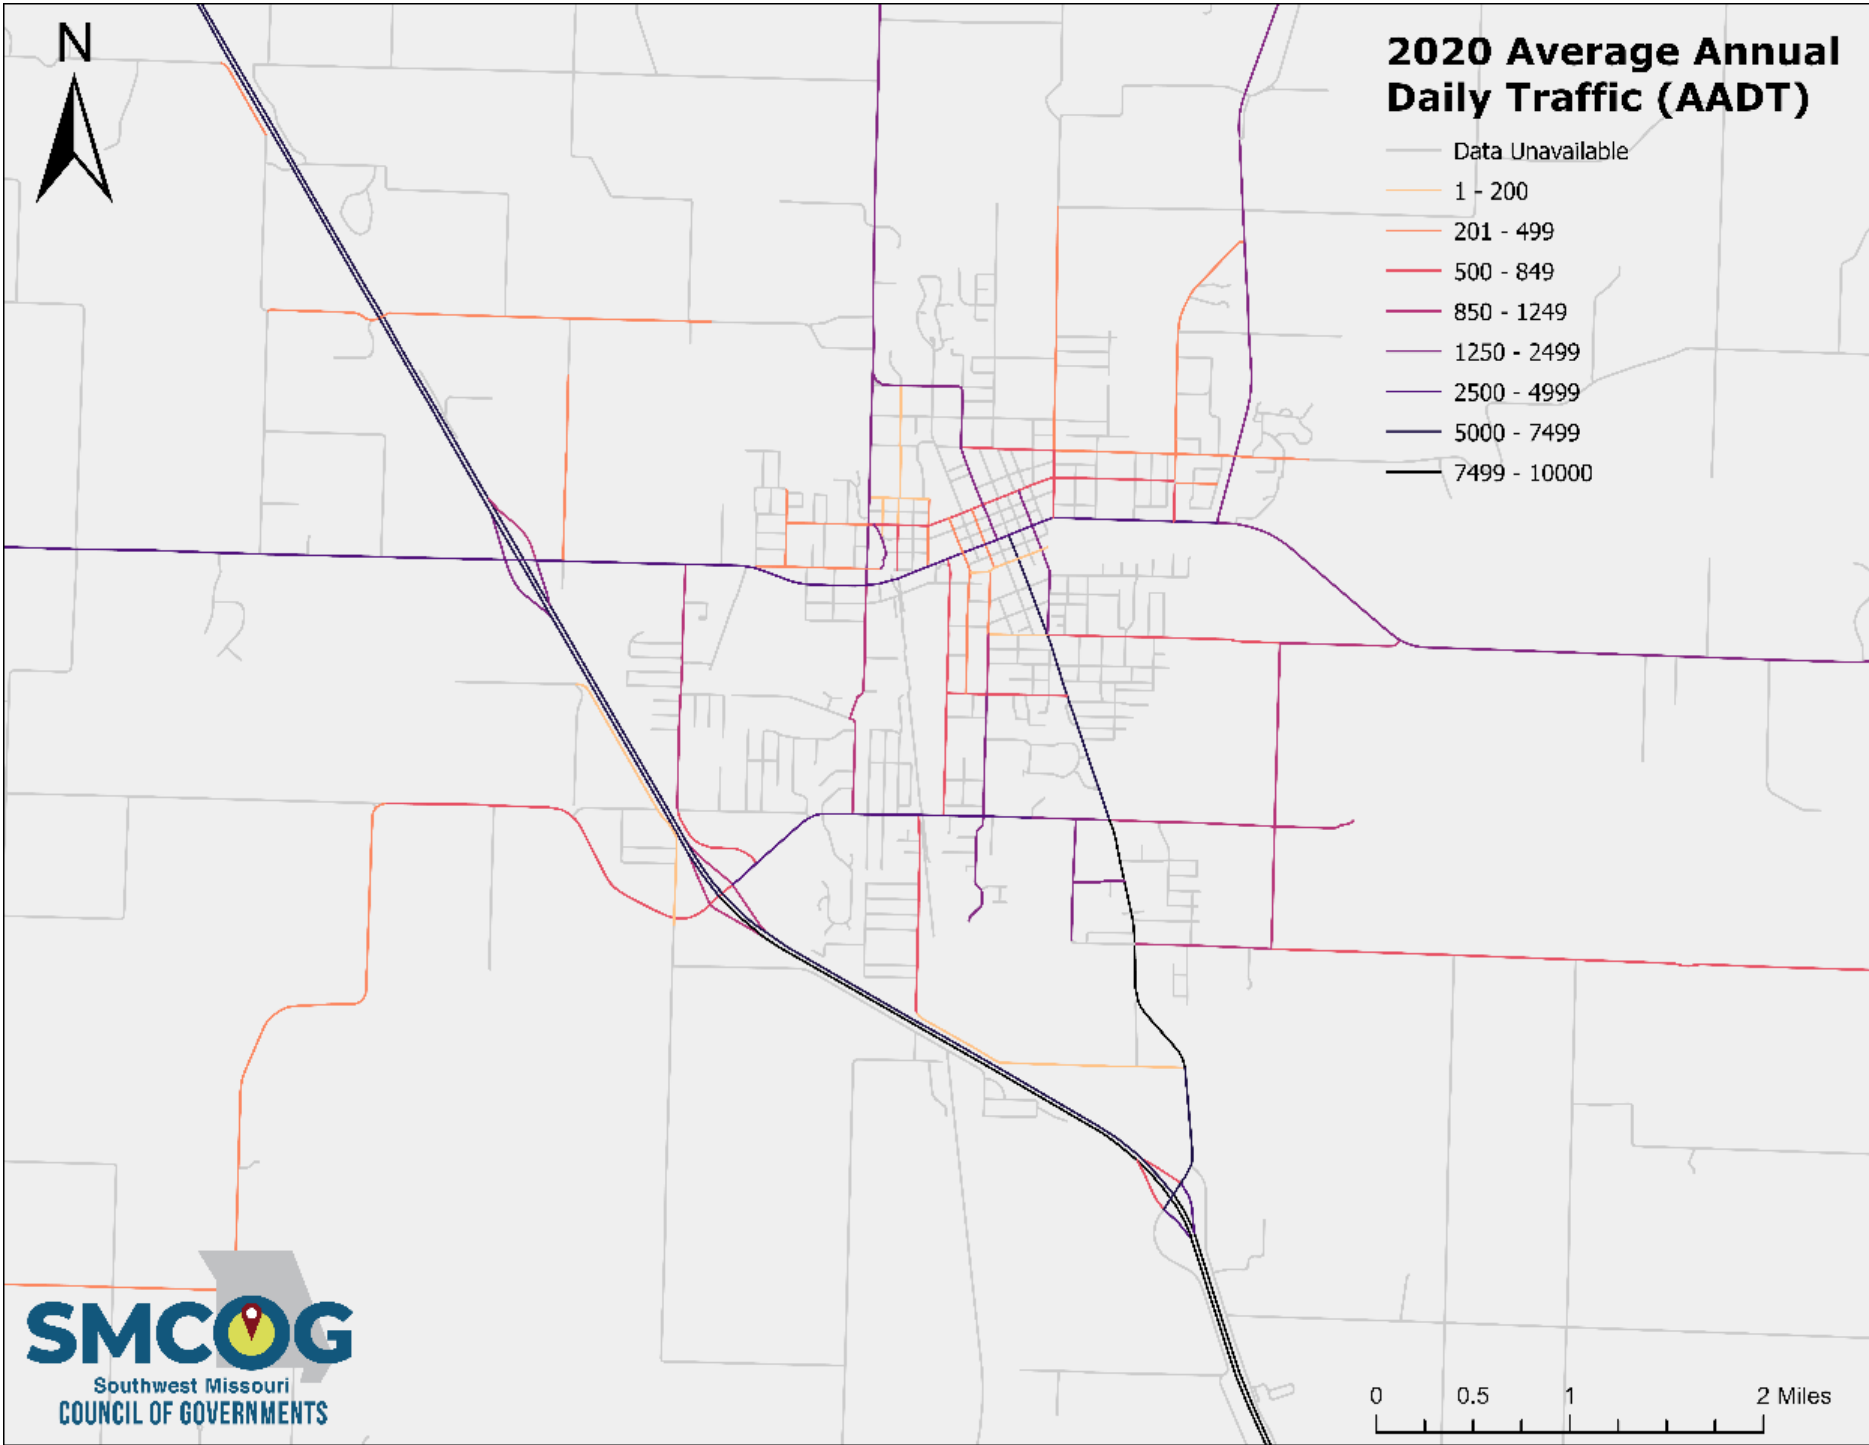 N
2020 Average Annual
Daily Traffic (AADT)
Data Unavailable
1 - 200
201 - 499
500 - 849
850 - 1249
1250 - 2499
2500 - 4999
5000 - 7499
7499 - 10000
SMCOG
Southwest Missouri
COUNCIL OF GOVERNMENTS
0 0.5 1 2 Miles